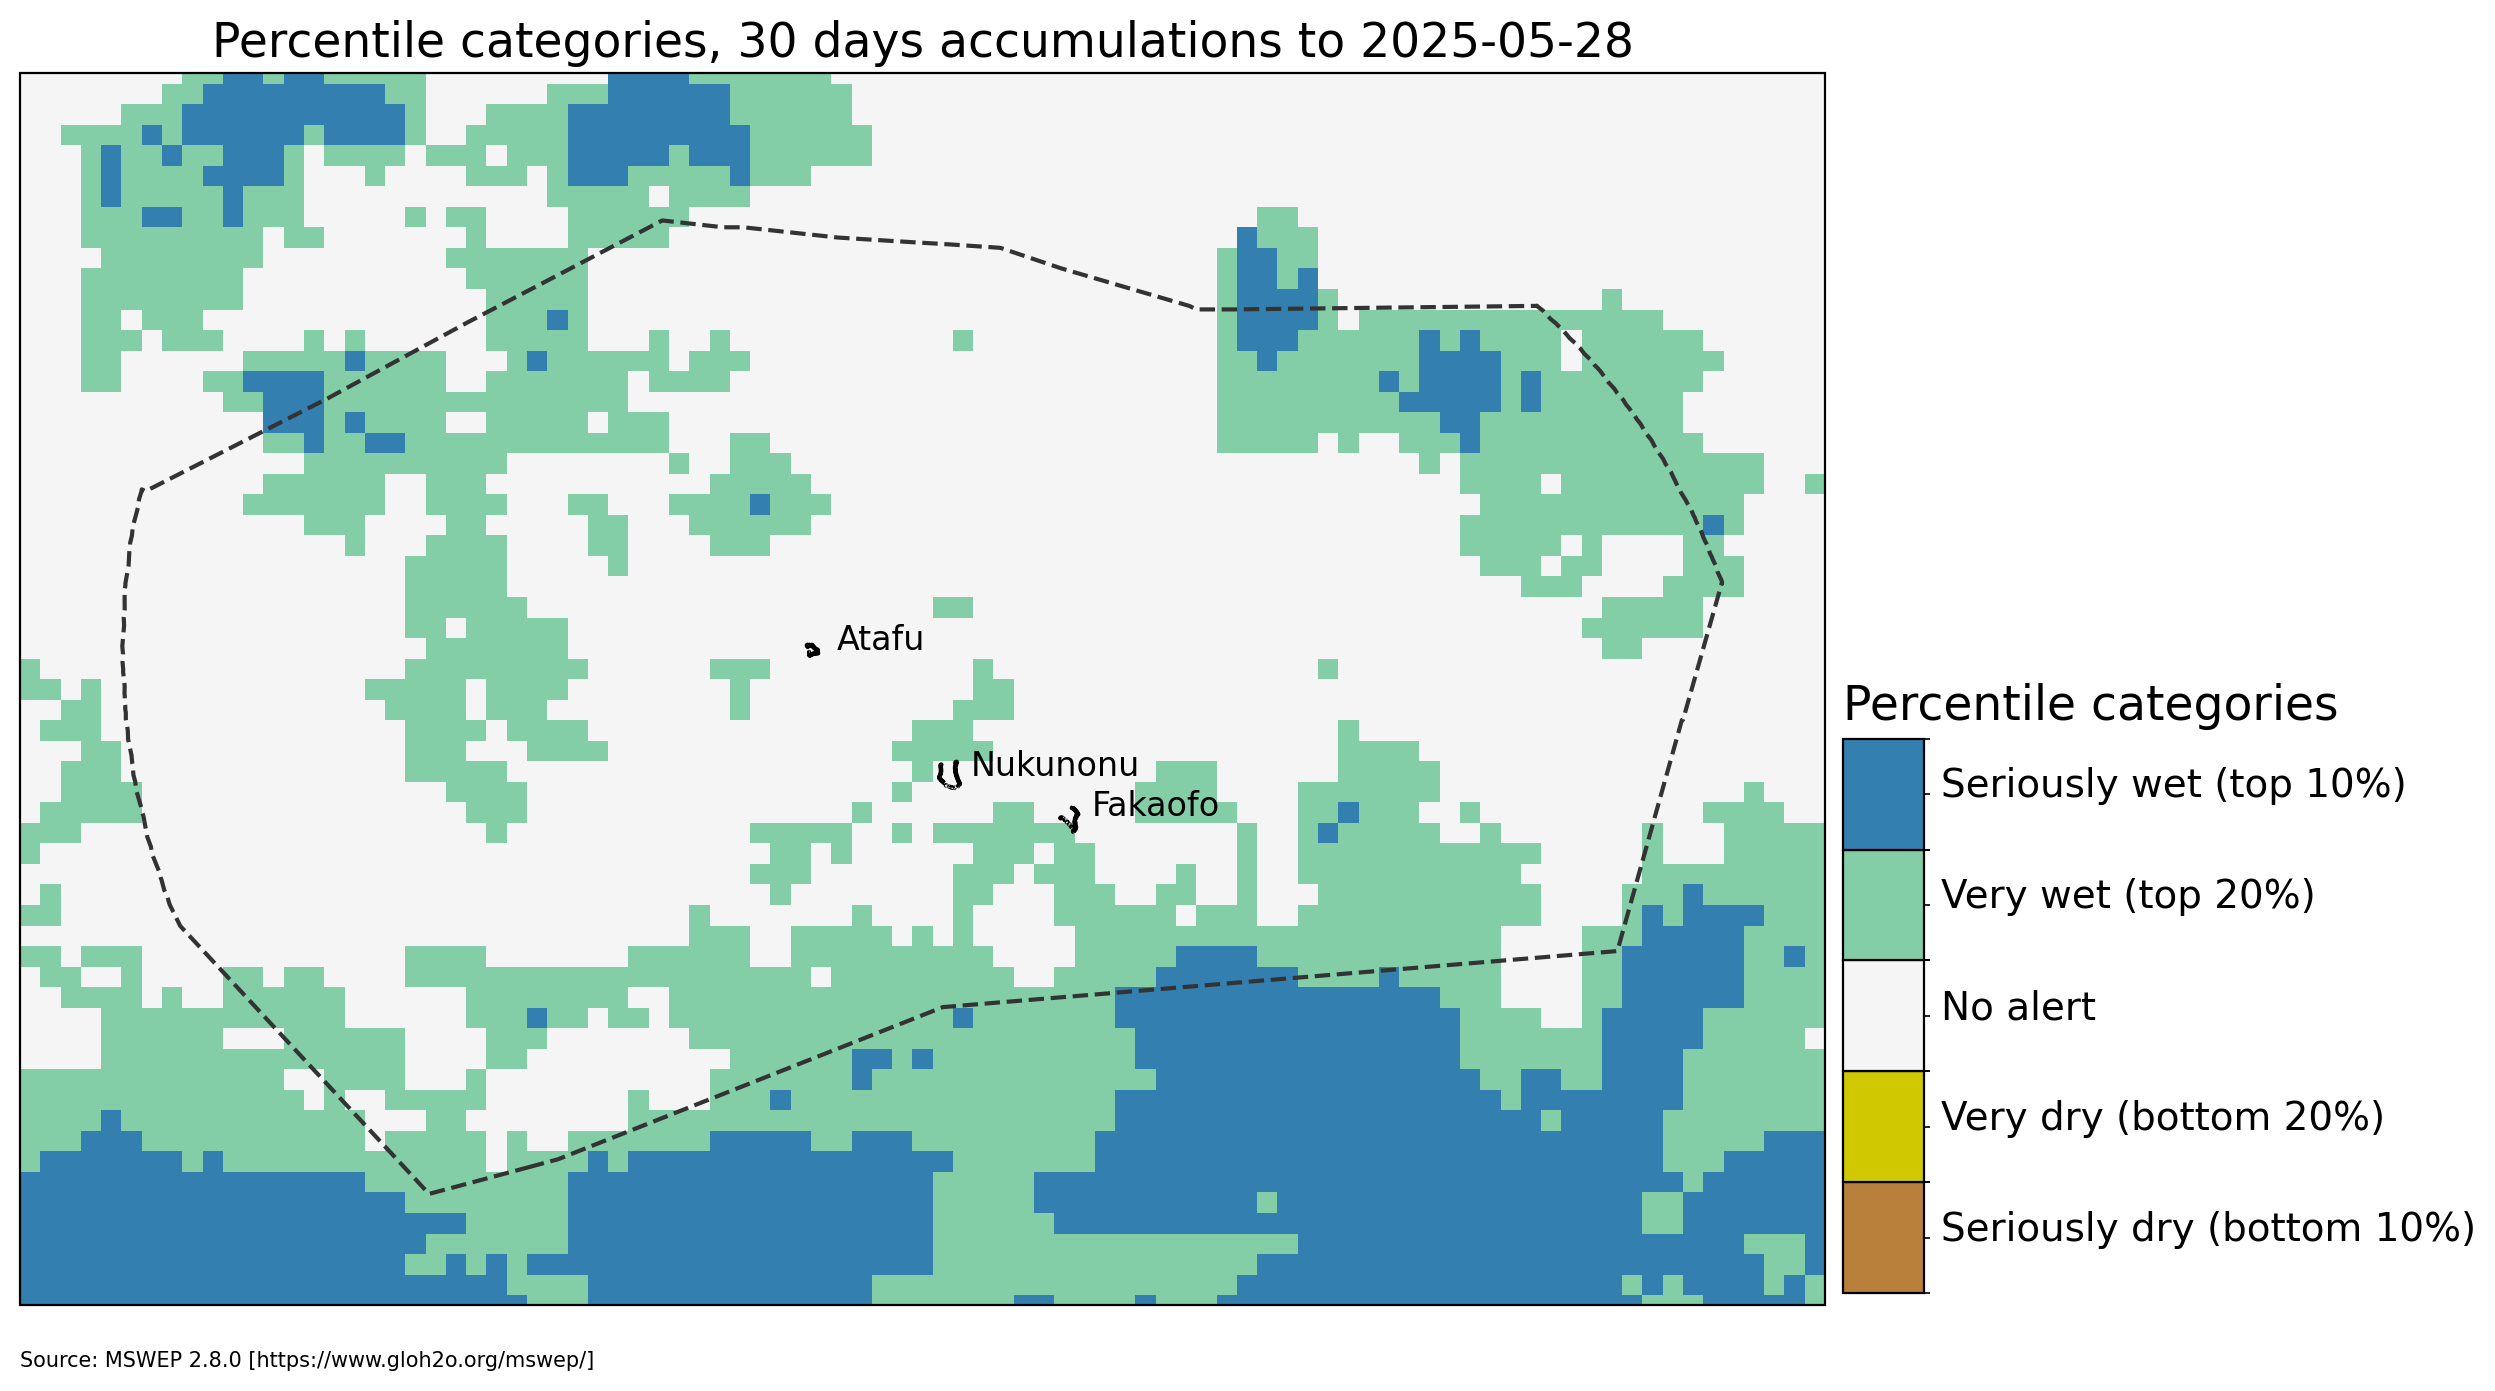 Percentile categories, 30 days accumulations to 2025-05-28
Atafu
Nukunonu
Fakaofo
Percentile categories
Seriously wet (top 10%)
Very wet (top 20%)
No alert
Very dry (bottom 20%)
Seriously dry (bottom 10%)
Source: MSWEP 2.8.0 [https://www.gloh2o.org/mswep/]